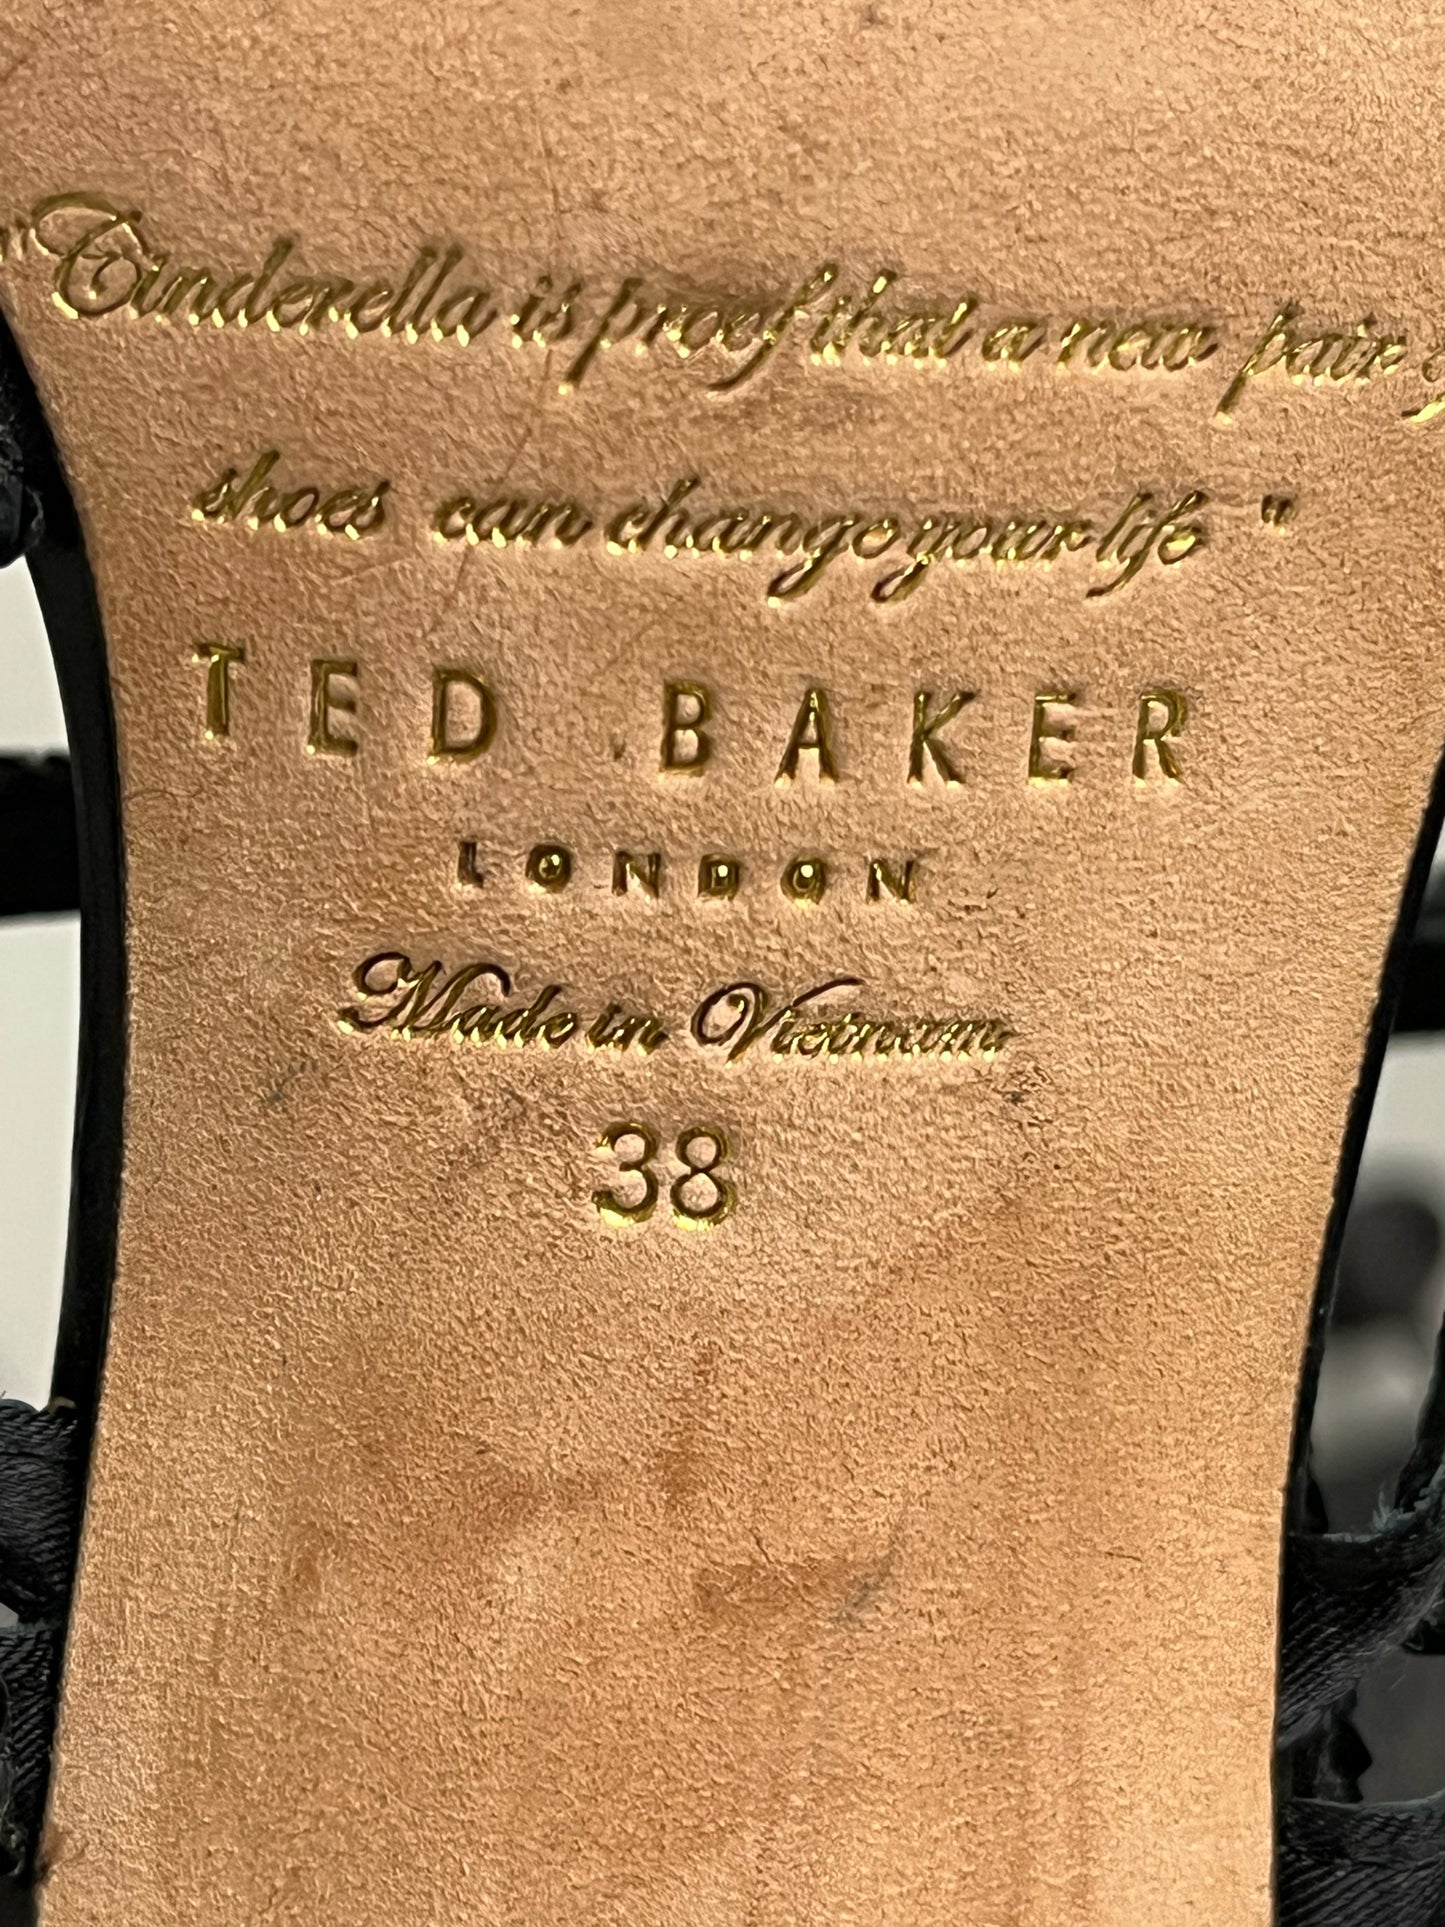 "Cinderella is proof that a new pair
shoes can change your life "
TED BAKER
LONDON
Made in Vietnam
38